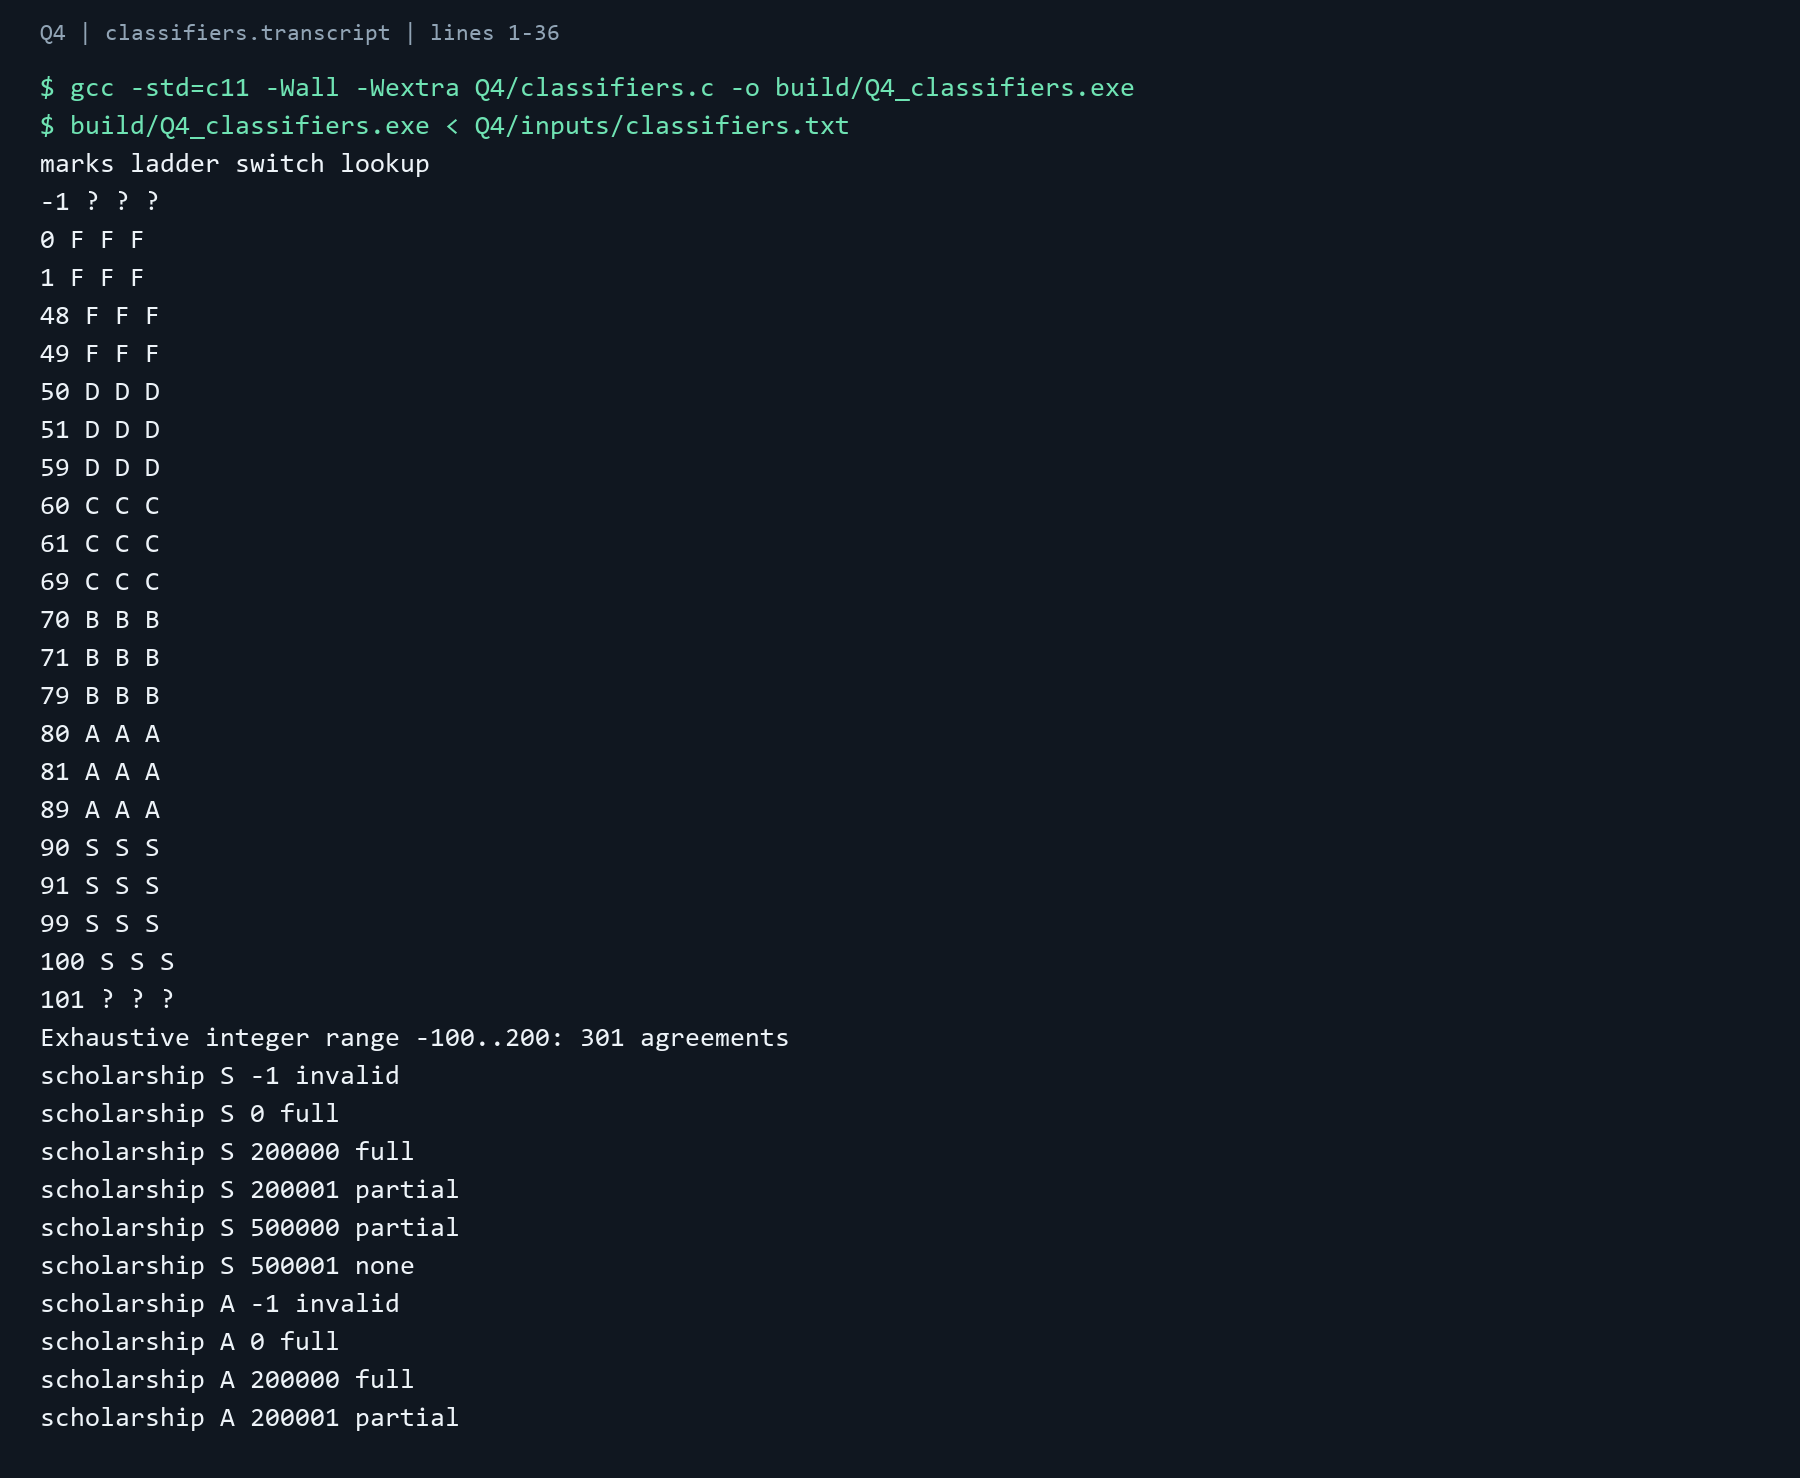 Q4 | classifiers.transcript | lines 1-36
$ gcc -std=c11 -Wall -Wextra Q4/classifiers.c -o build/Q4_classifiers.exe
$ build/Q4_classifiers.exe < Q4/inputs/classifiers.txt
marks ladder switch lookup
-1 ? ? ?
0 F F F
1 F F F
48 F F F
49 F F F
50 D D D
51 D D D
59 D D D
60 C C C
61 C C C
69 C C C
70 B B B
71 B B B
79 B B B
80 A A A
81 A A A
89 A A A
90 S S S
91 S S S
99 S S S
100 S S S
101 ? ? ?
Exhaustive integer range -100..200: 301 agreements
scholarship S -1 invalid
scholarship S 0 full
scholarship S 200000 full
scholarship S 200001 partial
scholarship S 500000 partial
scholarship S 500001 none
scholarship A -1 invalid
scholarship A 0 full
scholarship A 200000 full
scholarship A 200001 partial